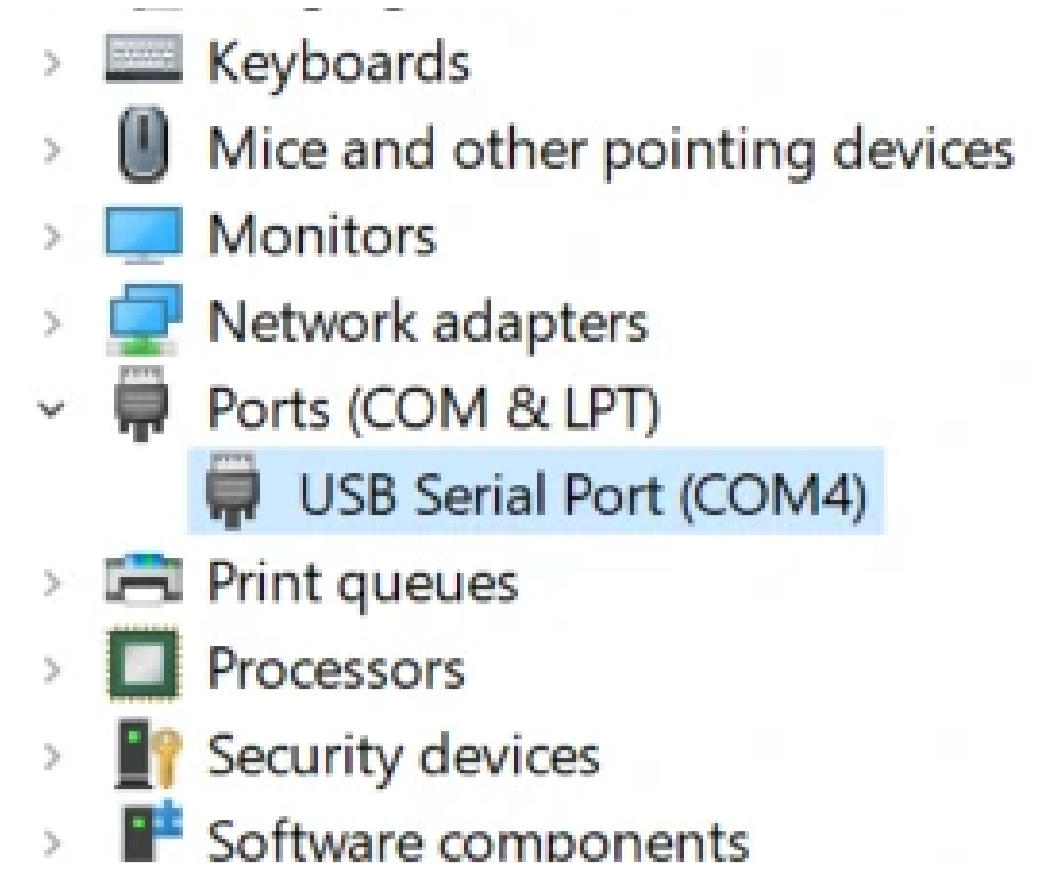 Keyboards
Mice and other pointing devices
Monitors
Network adapters
Ports (COM & LPT)
USB Serial Port (COM4)
Print queues
Processors
Security devices
Software components